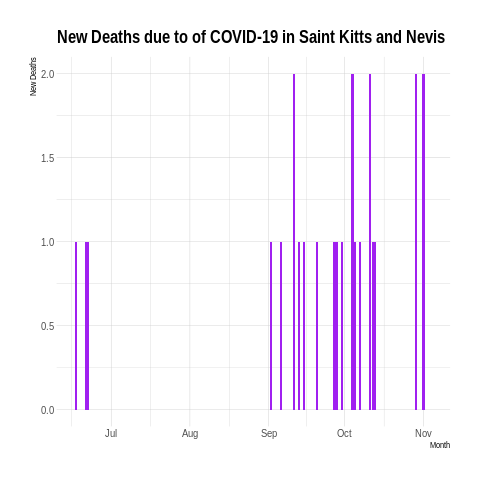 New Deaths due to of COVID-19 in Saint Kitts and Nevis
New Deaths
2.0
1.5
1.0
0.5
0.0
Jul Aug Sep Oct Nov
Month